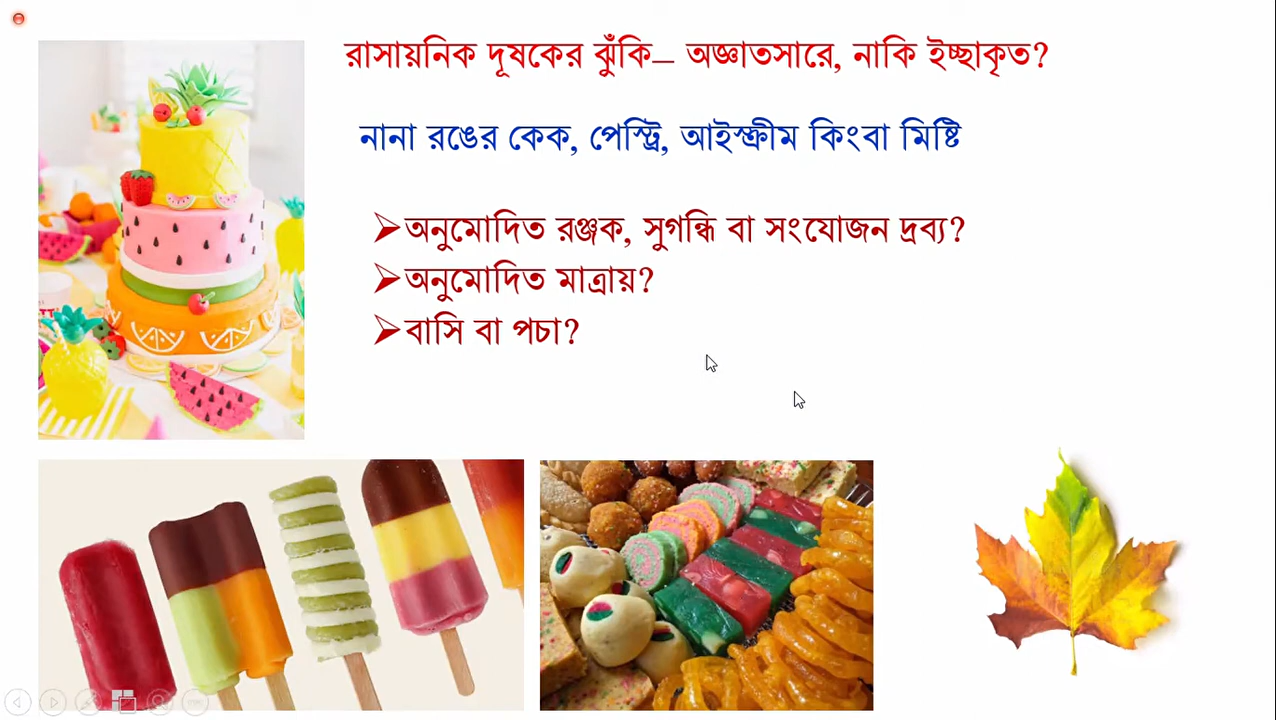 রাসায়নিক দূষকের ঝুঁকি– অজ্ঞাতসারে, নাকি ইচ্ছাকৃত?
নানা রঙের কেক, পেস্ট্রি, আইস্ক্রীম কিংবা মিষ্টি
➢অনুমোদিত রঞ্জক, সুগন্ধি বা সংযোজন দ্রব্য?
➢অনুমোদিত মাত্রায়?
➢বাসি বা পচা?